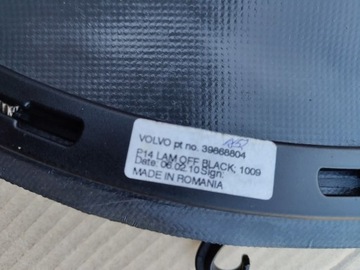 VOLVO pt no. 39868804
P14 LAM OFF BLACK; 1009
Date: 06.02.10 Sign:
MADE IN ROMANIA